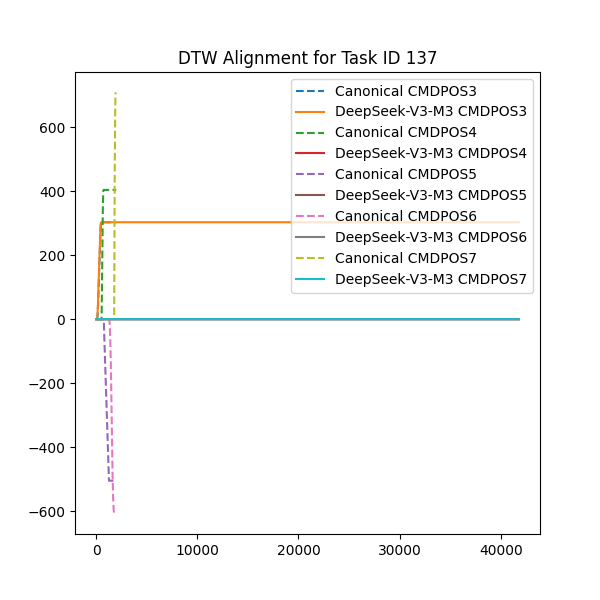 DTW Alignment for Task ID 137
Canonical CMDPOS3
DeepSeek-V3-M3 CMDPOS3
Canonical CMDPOS4
DeepSeek-V3-M3 CMDPOS4
Canonical CMDPOS5
DeepSeek-V3-M3 CMDPOS5
Canonical CMDPOS6
DeepSeek-V3-M3 CMDPOS6
Canonical CMDPOS7
DeepSeek-V3-M3 CMDPOS7
600
400
200
0
−200
−400
−600
0 10000 20000 30000 40000